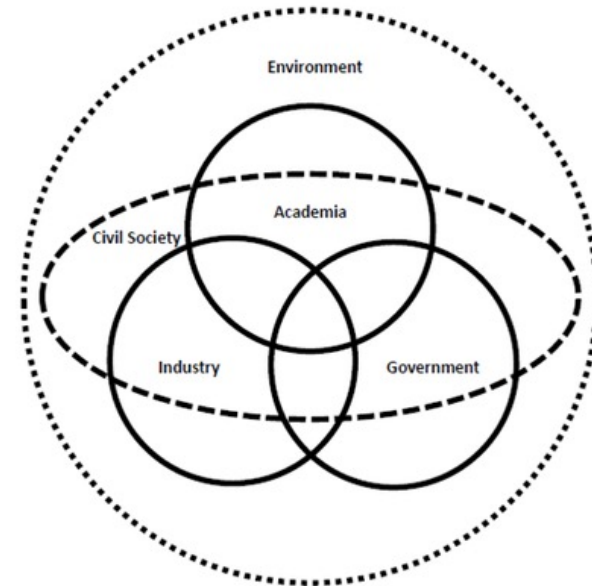 Environment
Academia
Civil Society
Industry
Government